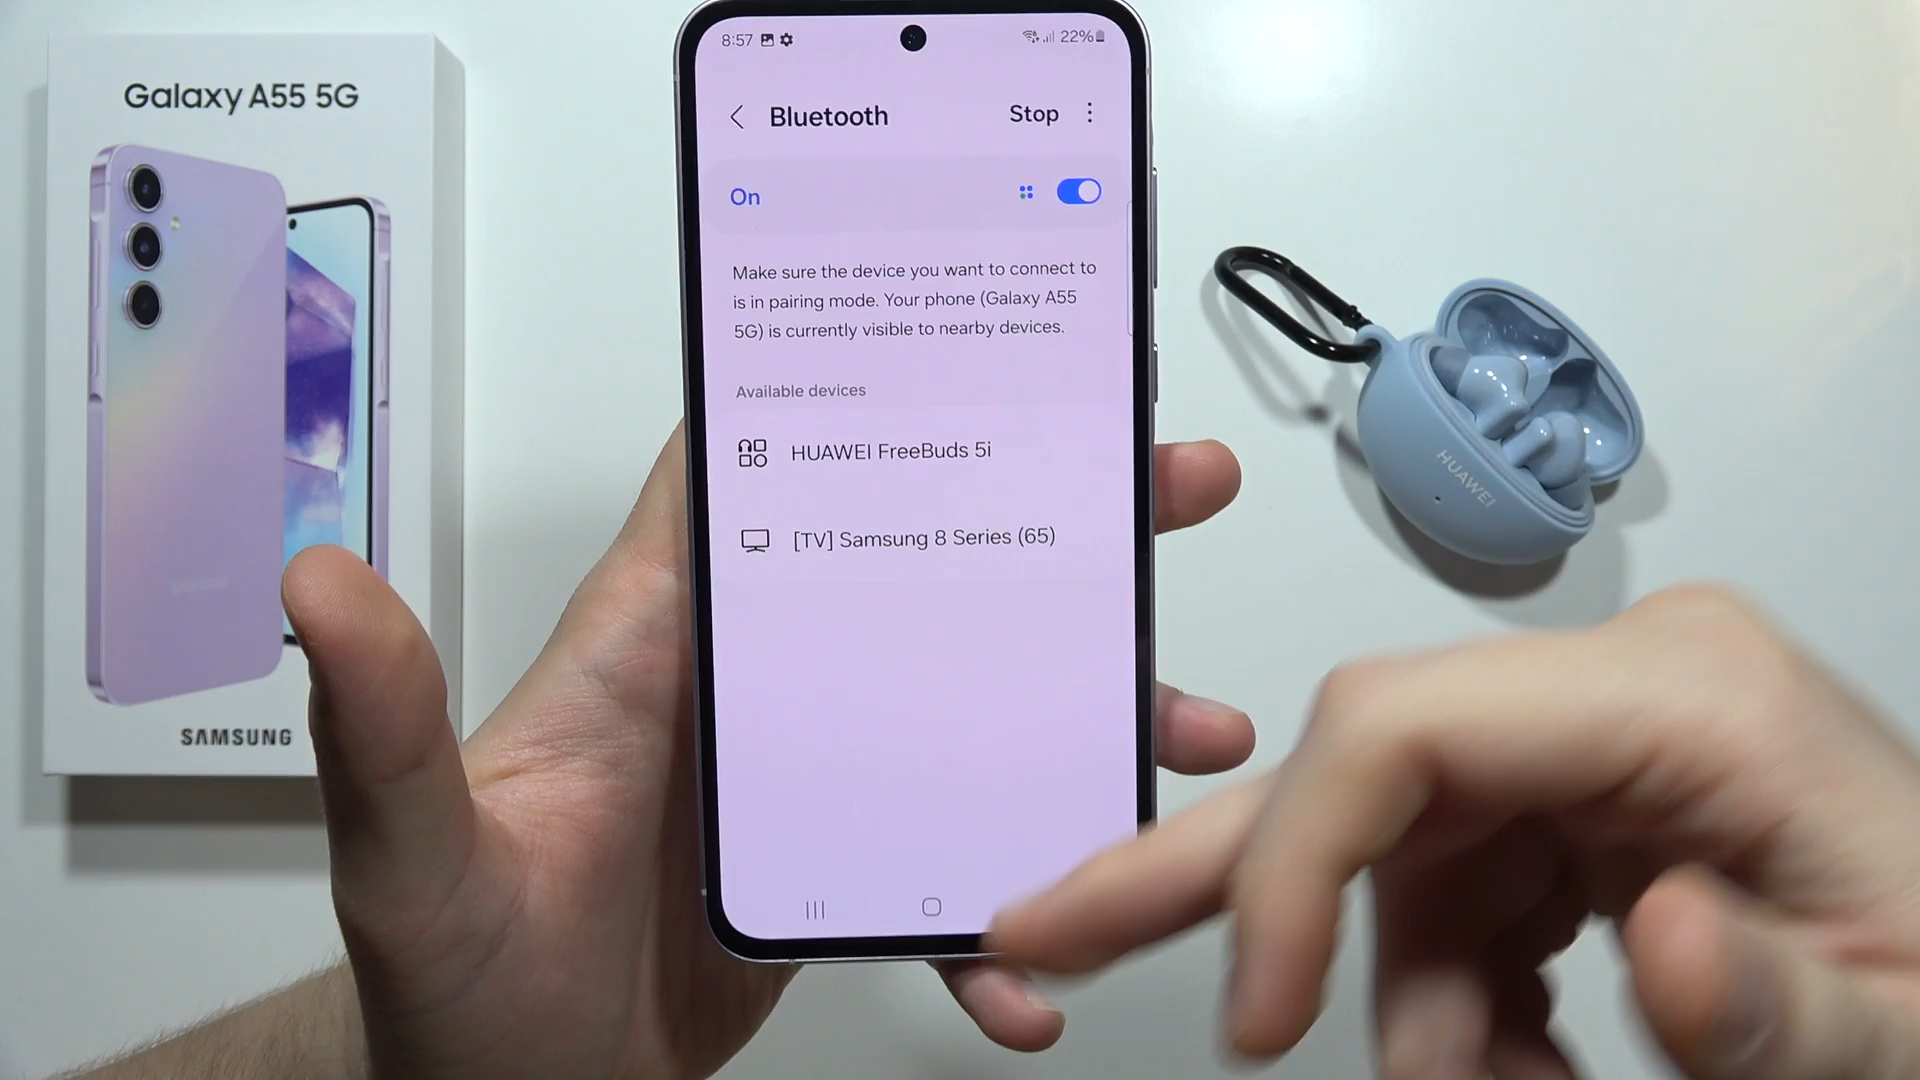 Galaxy A55 5G
SAMSUNG
8:57
22%
Bluetooth
Stop
On
Make sure the device you want to connect to
is in pairing mode. Your phone (Galaxy A55
5G) is currently visible to nearby devices.
Available devices
HUAWEI FreeBuds 5i
[TV] Samsung 8 Series (65)
HUAWEI
SAMSUNG